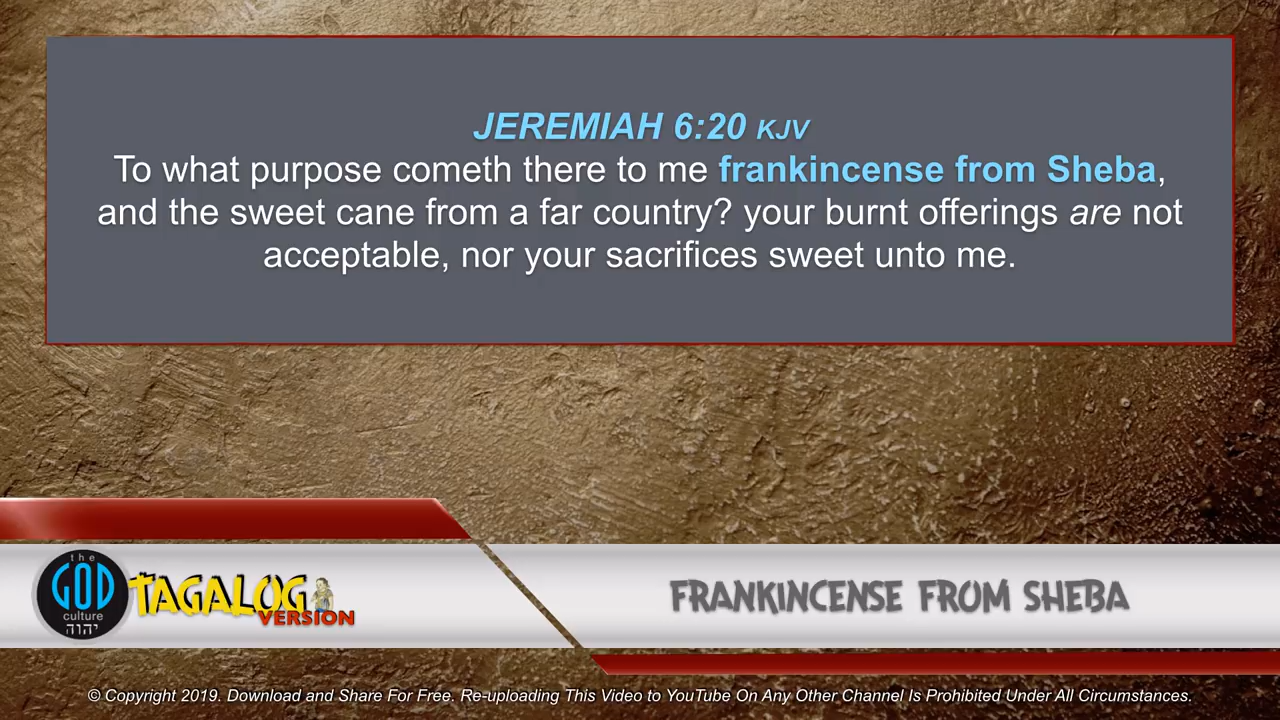 JEREMIAH 6:20 KJV
To what purpose cometh there to me frankincense from Sheba,
and the sweet cane from a far country? your burnt offerings are not
acceptable, nor your sacrifices sweet unto me.
the
GOD
culture
יהוה
TAGALOG
VERSION
FRANKINCENSE FROM SHEBA
© Copyright 2019. Download and Share For Free. Re-uploading This Video to YouTube On Any Other Channel Is Prohibited Under All Circumstances.